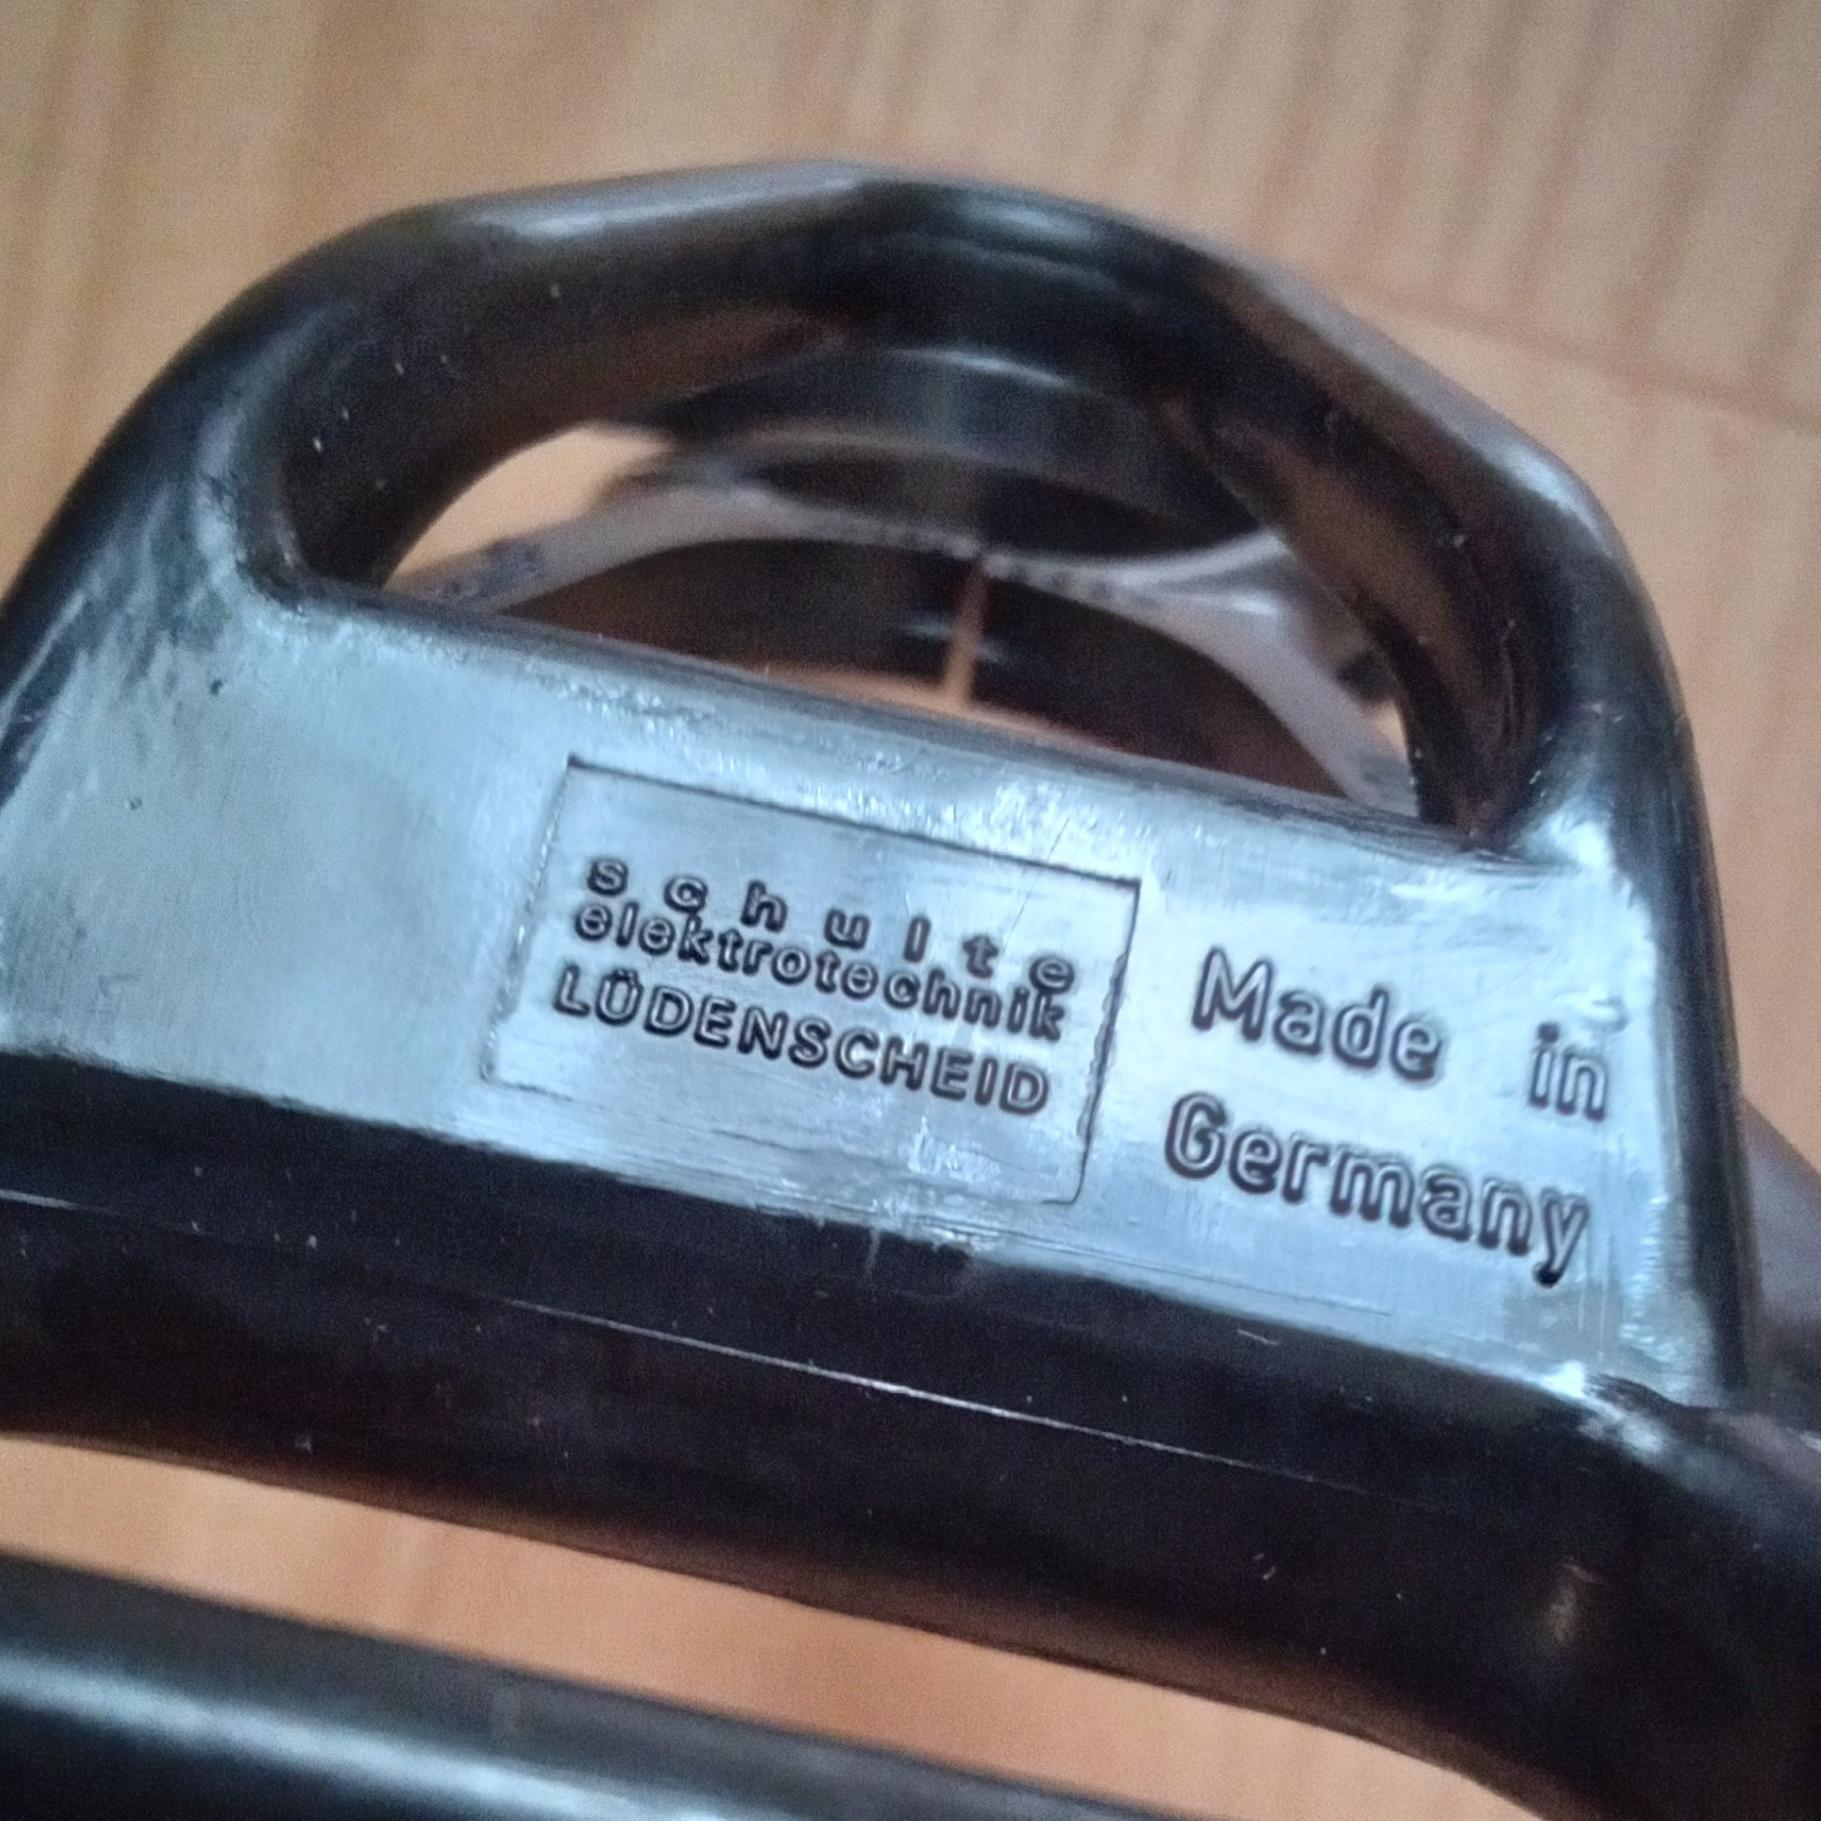 schulte
elektrotechnik
LÜDENSCHEID
Made in
Germany